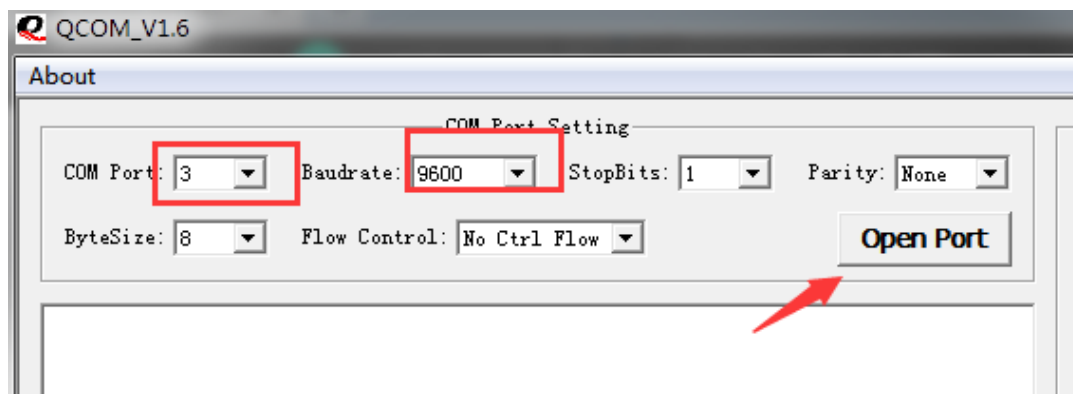 QCOM_V1.6
About
COM Port Setting
COM Port: 3 Baudrate: 9600 StopBits: 1 Parity: None
ByteSize: 8 Flow Control: No Ctrl Flow Open Port